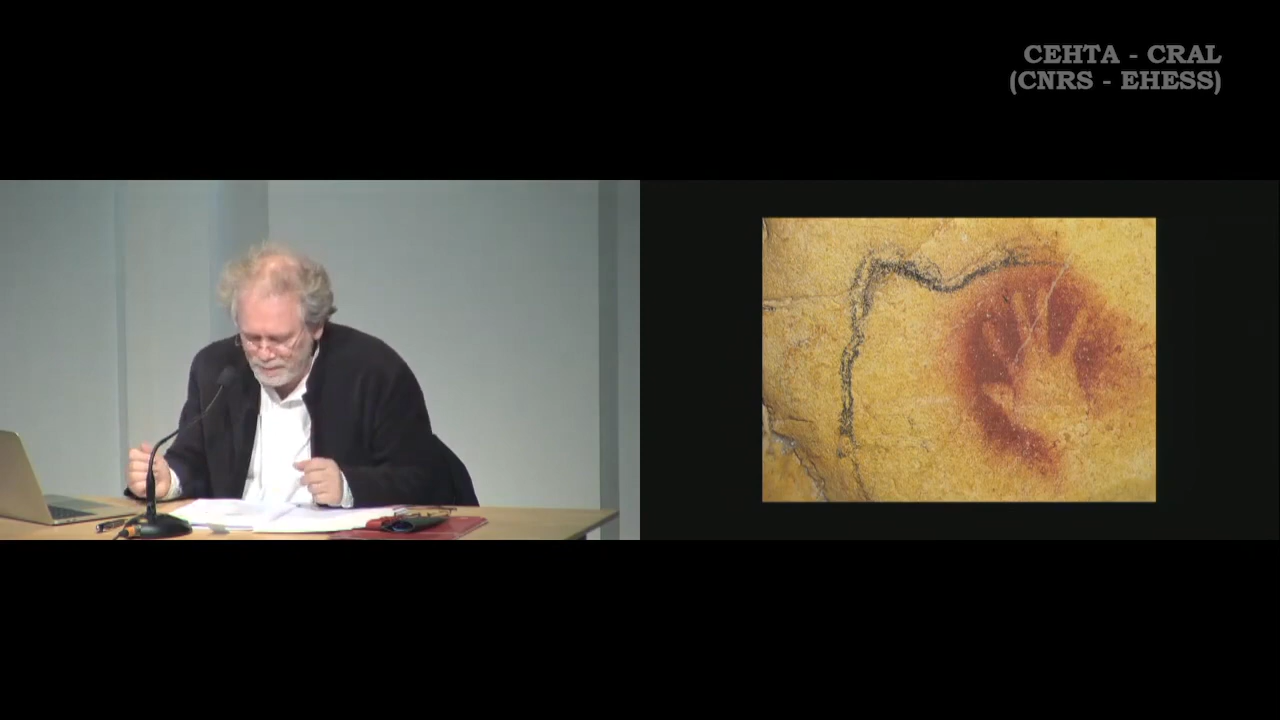 CEHTA - CRAL
(CNRS - EHESS)